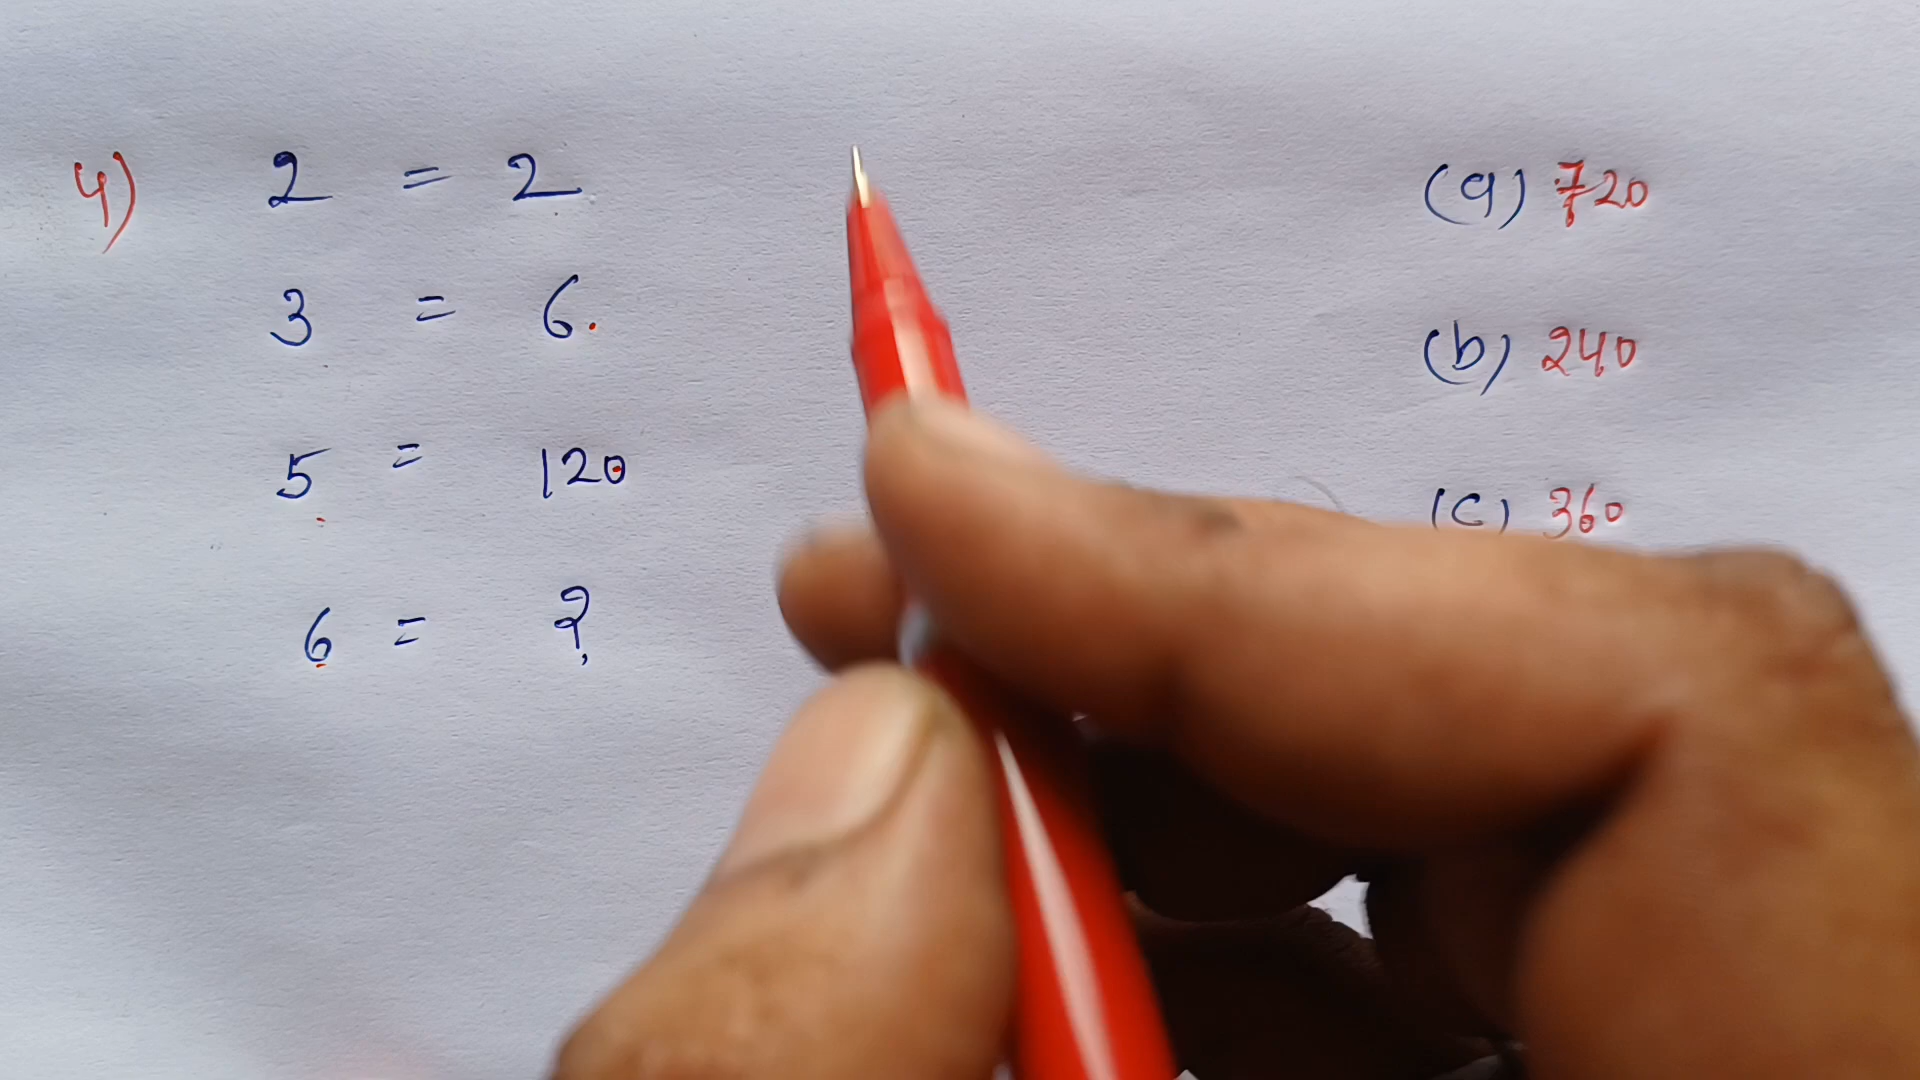 4) 2 = 2 (a) 720
3 = 6 (b) 240
5 = 120 (c) 360
6 = ?